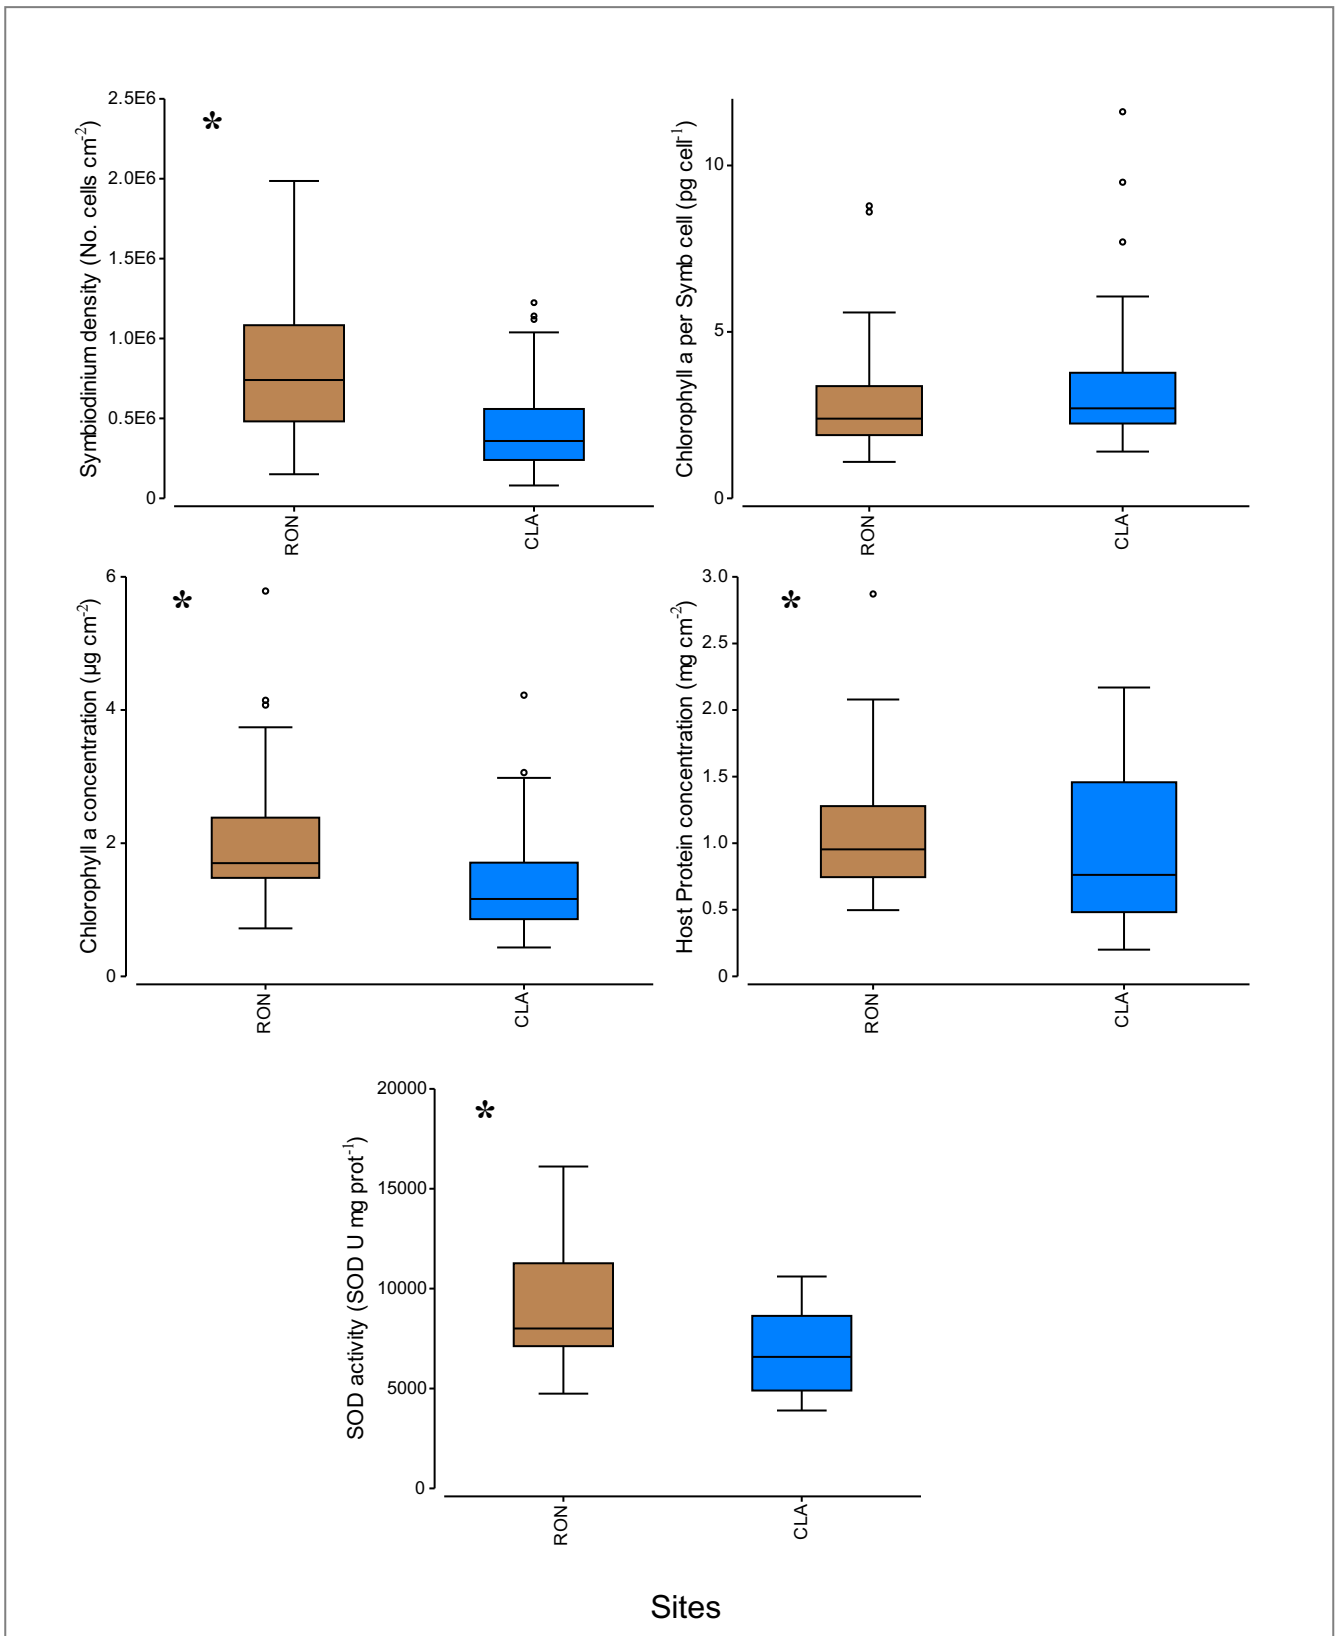 Symbiodinium density (No. cells cm-2)
2.5E6
*
2.0E6
1.5E6
1.0E6
0.5E6
0
RON
CLA
Chlorophyll a per Symb cell (pg cell-1)
10
5
0
RON
CLA
Chlorophyll a concentration (µg cm-2)
6
*
4
2
0
RON
CLA
Host Protein concentration (mg cm-2)
3.0
*
2.5
2.0
1.5
1.0
0.5
0
RON
CLA
SOD activity (SOD U mg prot-1)
20000
*
15000
10000
5000
0
RON
CLA
Sites